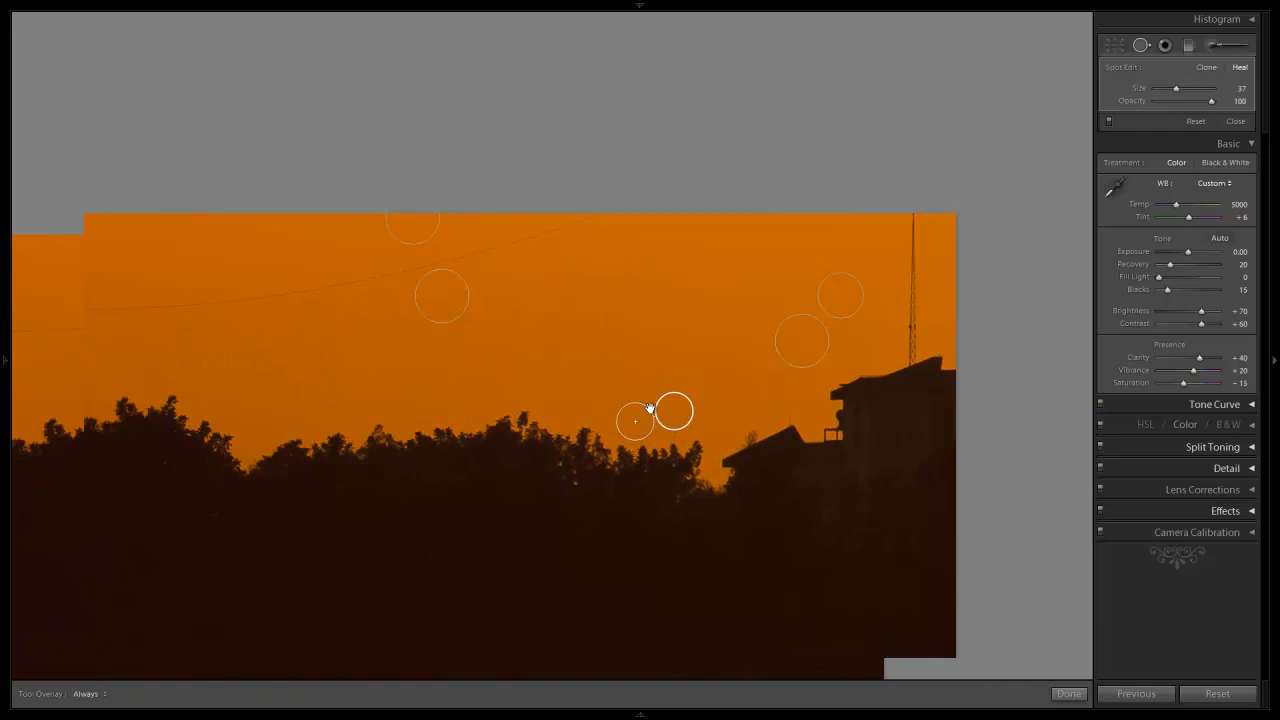 Histogram
Spot Edit : Clone Heal
Size 37
Opacity 100
Reset Close
Basic
Treatment : Color Black & White
WB : Custom
Temp 5000
Tint + 6
Tone Auto
Exposure 0.00
Recovery 20
Fill Light 0
Blacks 15
Brightness + 70
Contrast + 60
Presence
Clarity + 40
Vibrance + 20
Saturation − 15
Tone Curve
HSL / Color / B & W
Split Toning
Detail
Lens Corrections
Effects
Camera Calibration
Tool Overlay : Always Done Previous Reset